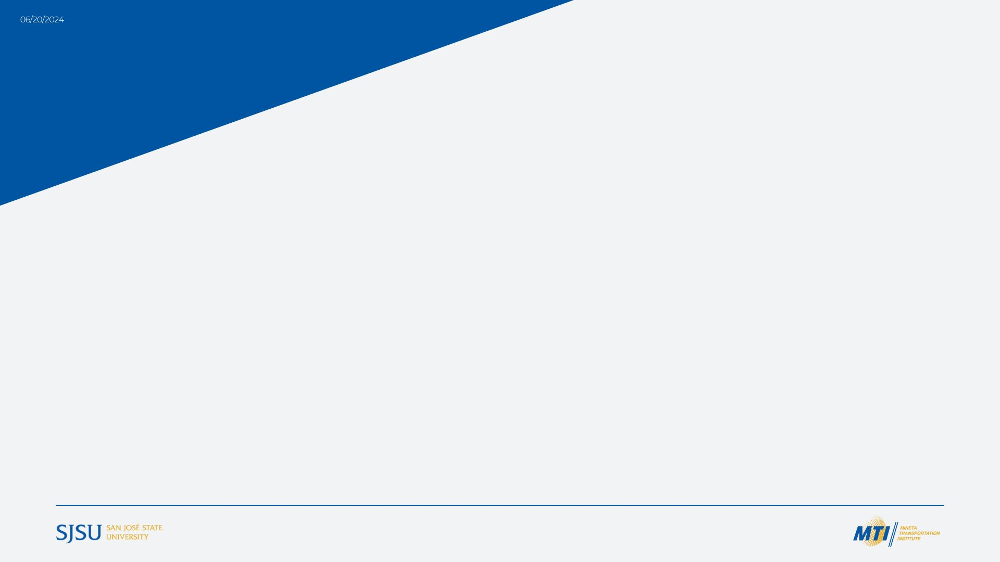 06/20/2024
SJSU
SAN JOSÉ STATE
UNIVERSITY
MTI
MINETA
TRANSPORTATION
INSTITUTE